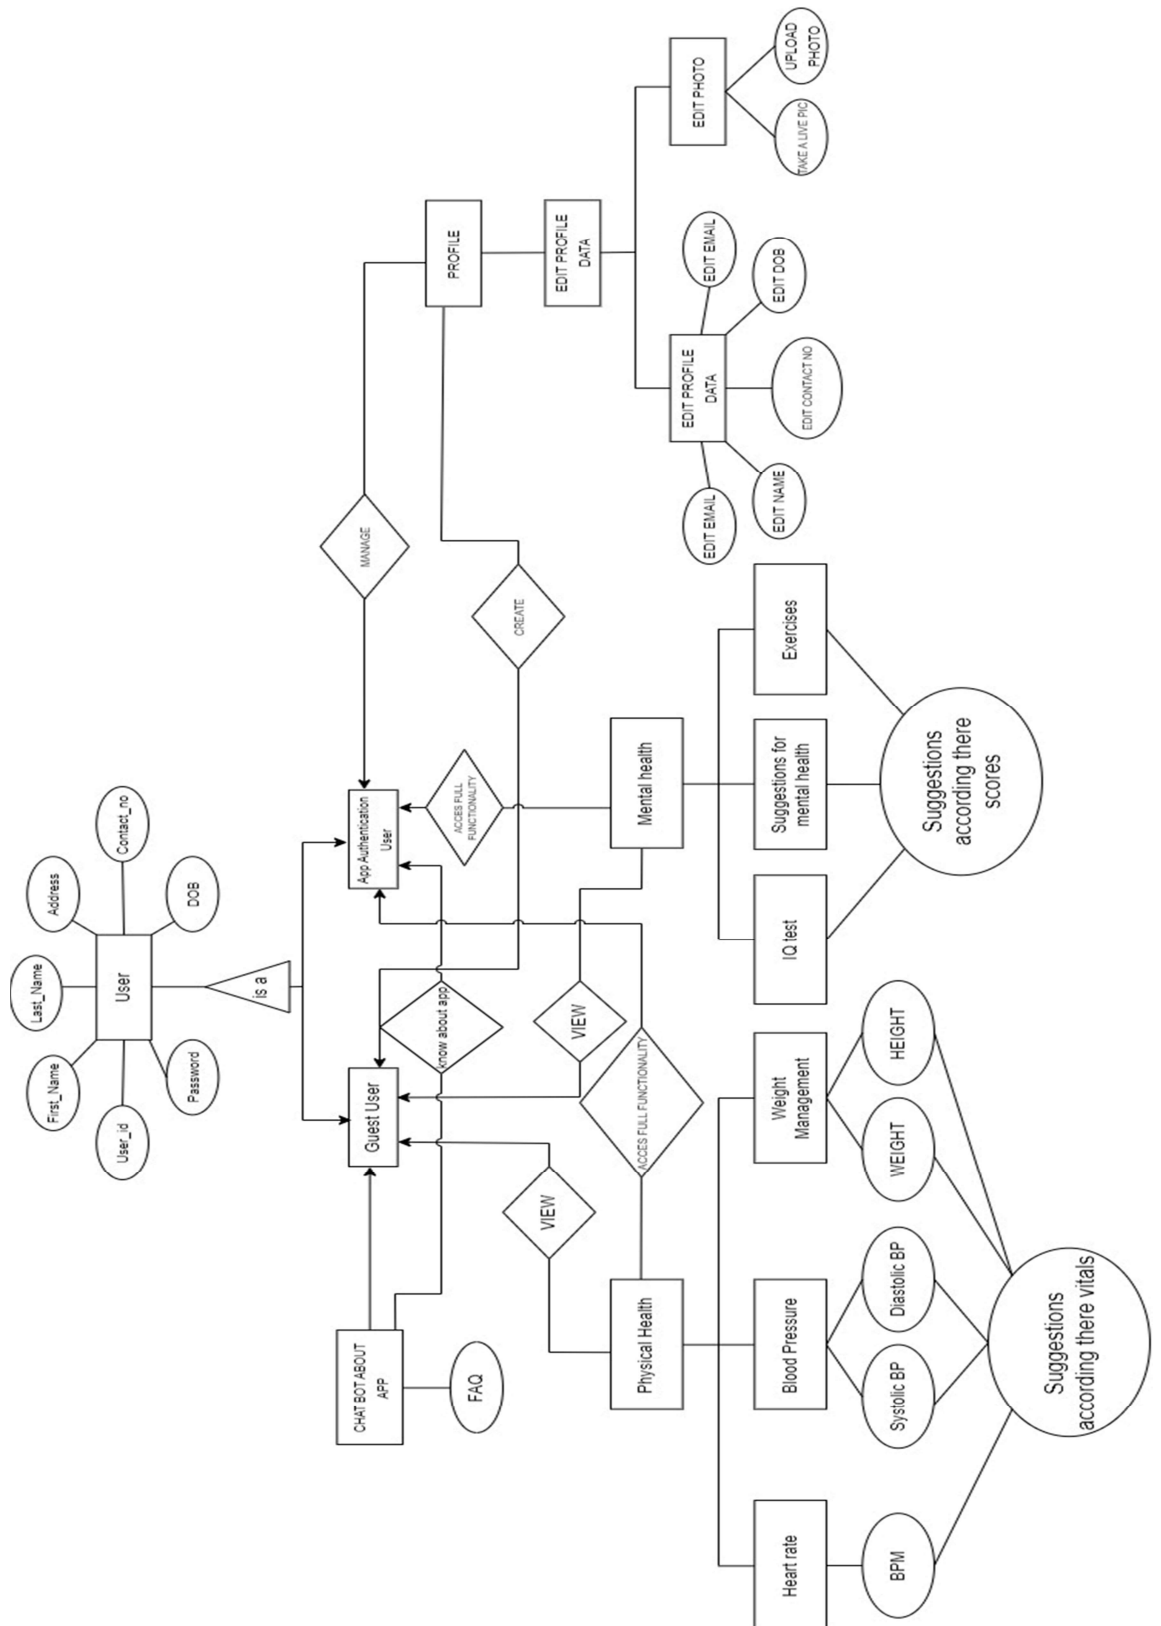 Last_Name
First_Name
Address
User_id
User
Contact_no
Password
DOB
is a
CHAT BOT ABOUT
APP
FAQ
Guest User
App Authentication
User
know about app
MANAGE
PROFILE
ACCES FULL
FUNCTIONALITY
CREATE
EDIT PROFILE
DATA
VIEW
VIEW
ACCES FULL FUNCTIONALITY
Physical Health
Mental health
EDIT EMAIL
EDIT PROFILE
DATA
EDIT EMAIL
EDIT NAME
EDIT CONTACT NO
EDIT DOB
EDIT PHOTO
TAKE A LIVE PIC
UPLOAD
PHOTO
Heart rate
Blood Pressure
Weight
Management
IQ test
Suggestions for
mental health
Exercises
BPM
Systolic BP
Diastolic BP
WEIGHT
HEIGHT
Suggestions
according there
scores
Suggestions
according there vitals